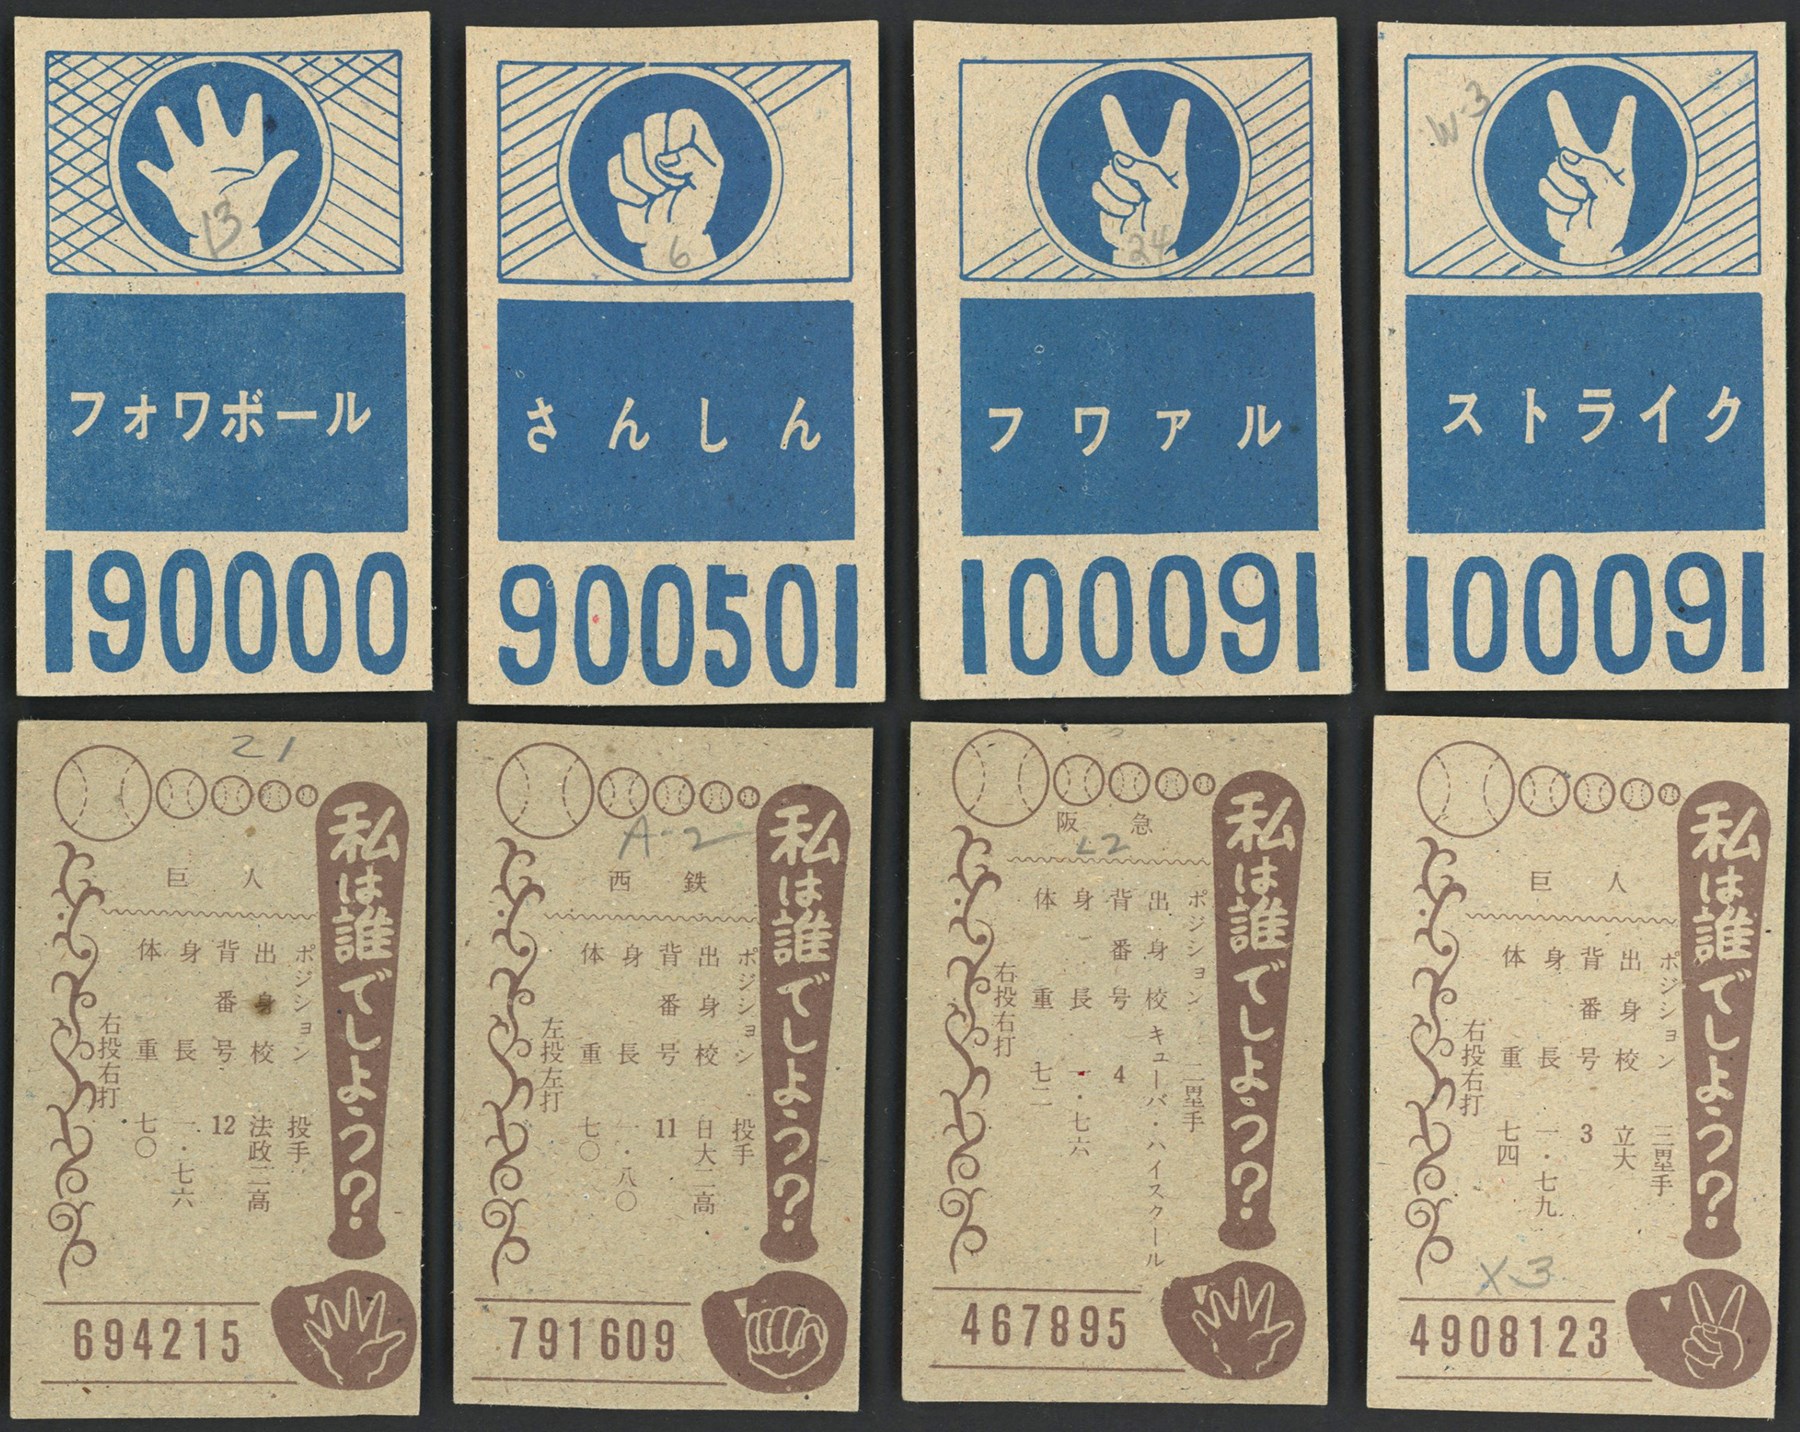 13
フォワボール
190000
6
さんしん
900501
24
フワァル
100091
W-3
ストライク
100091
21
私は誰でしょう?
巨人
ポジション 投手
出身校 法政二高
背番号 12
身長 一・七六
体重 七〇
右投右打
694215
A-2
私は誰でしょう?
西鉄
ポジション 投手
出身校 日大二高
背番号 11
身長 一・八〇
体重 七〇
左投左打
791609
私は誰でしょう?
阪急
L2
ポジション 二塁手
出身校 キューバ・ハイスクール
背番号 4
身長 一・七六
体重 七二
右投右打
467895
私は誰でしょう?
巨人
ポジション 三塁手
出身校 立大
背番号 3
身長 一・七九
体重 七四
右投右打
X3
4908123